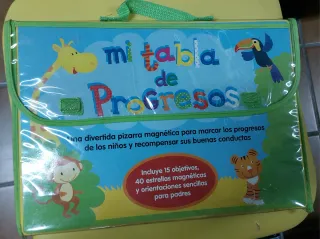 mi tabla
de
Progresos
una divertida pizarra magnética para marcar los progresos
de los niños y recompensar sus buenas conductas
Incluye 15 objetivos,
40 estrellas magnéticas
y orientaciones sencillas
para padres